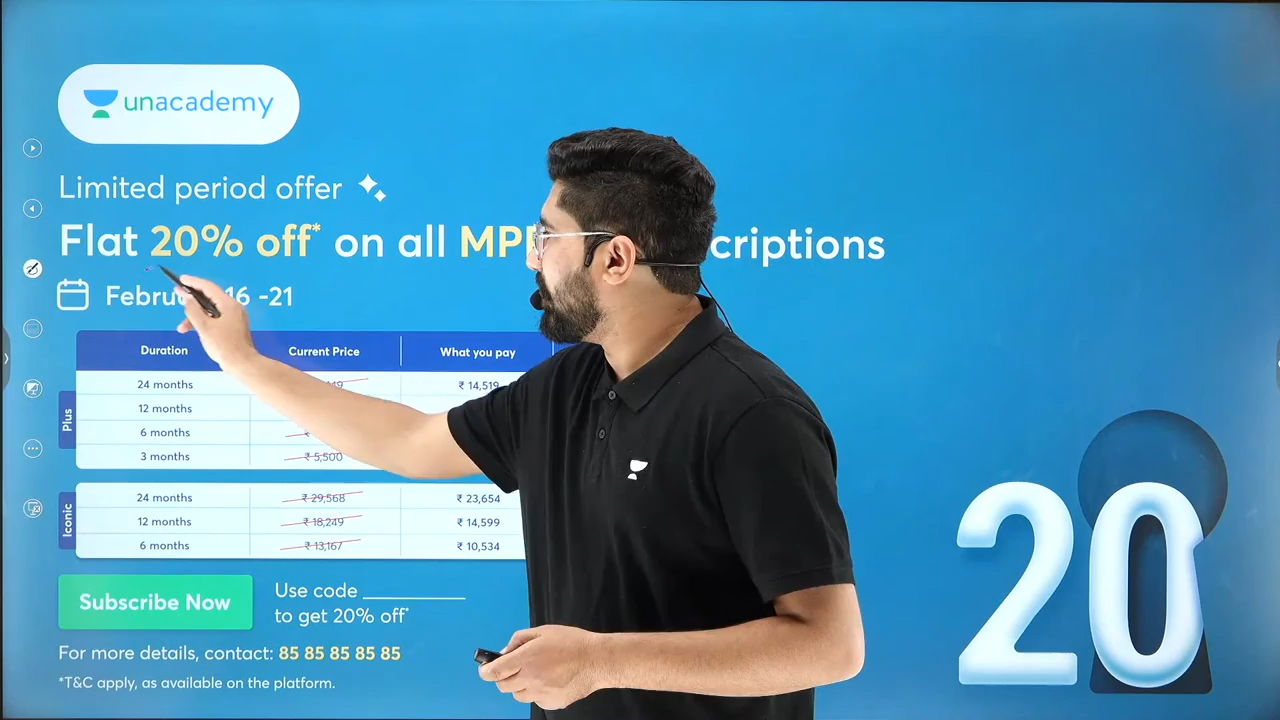 unacademy
Limited period offer
Flat 20% off* on all
February 16 -21
Duration Current Price What you pay
Plus
24 months ₹ 14,519
12 months
6 months
3 months ₹ 5,500
Iconic
24 months ₹ 29,568 ₹ 23,654
12 months ₹ 18,249 ₹ 14,599
6 months ₹ 13,167 ₹ 10,534
Subscribe Now
Use code
to get 20% off*
For more details, contact: 85 85 85 85 85
*T&C apply, as available on the platform.
20